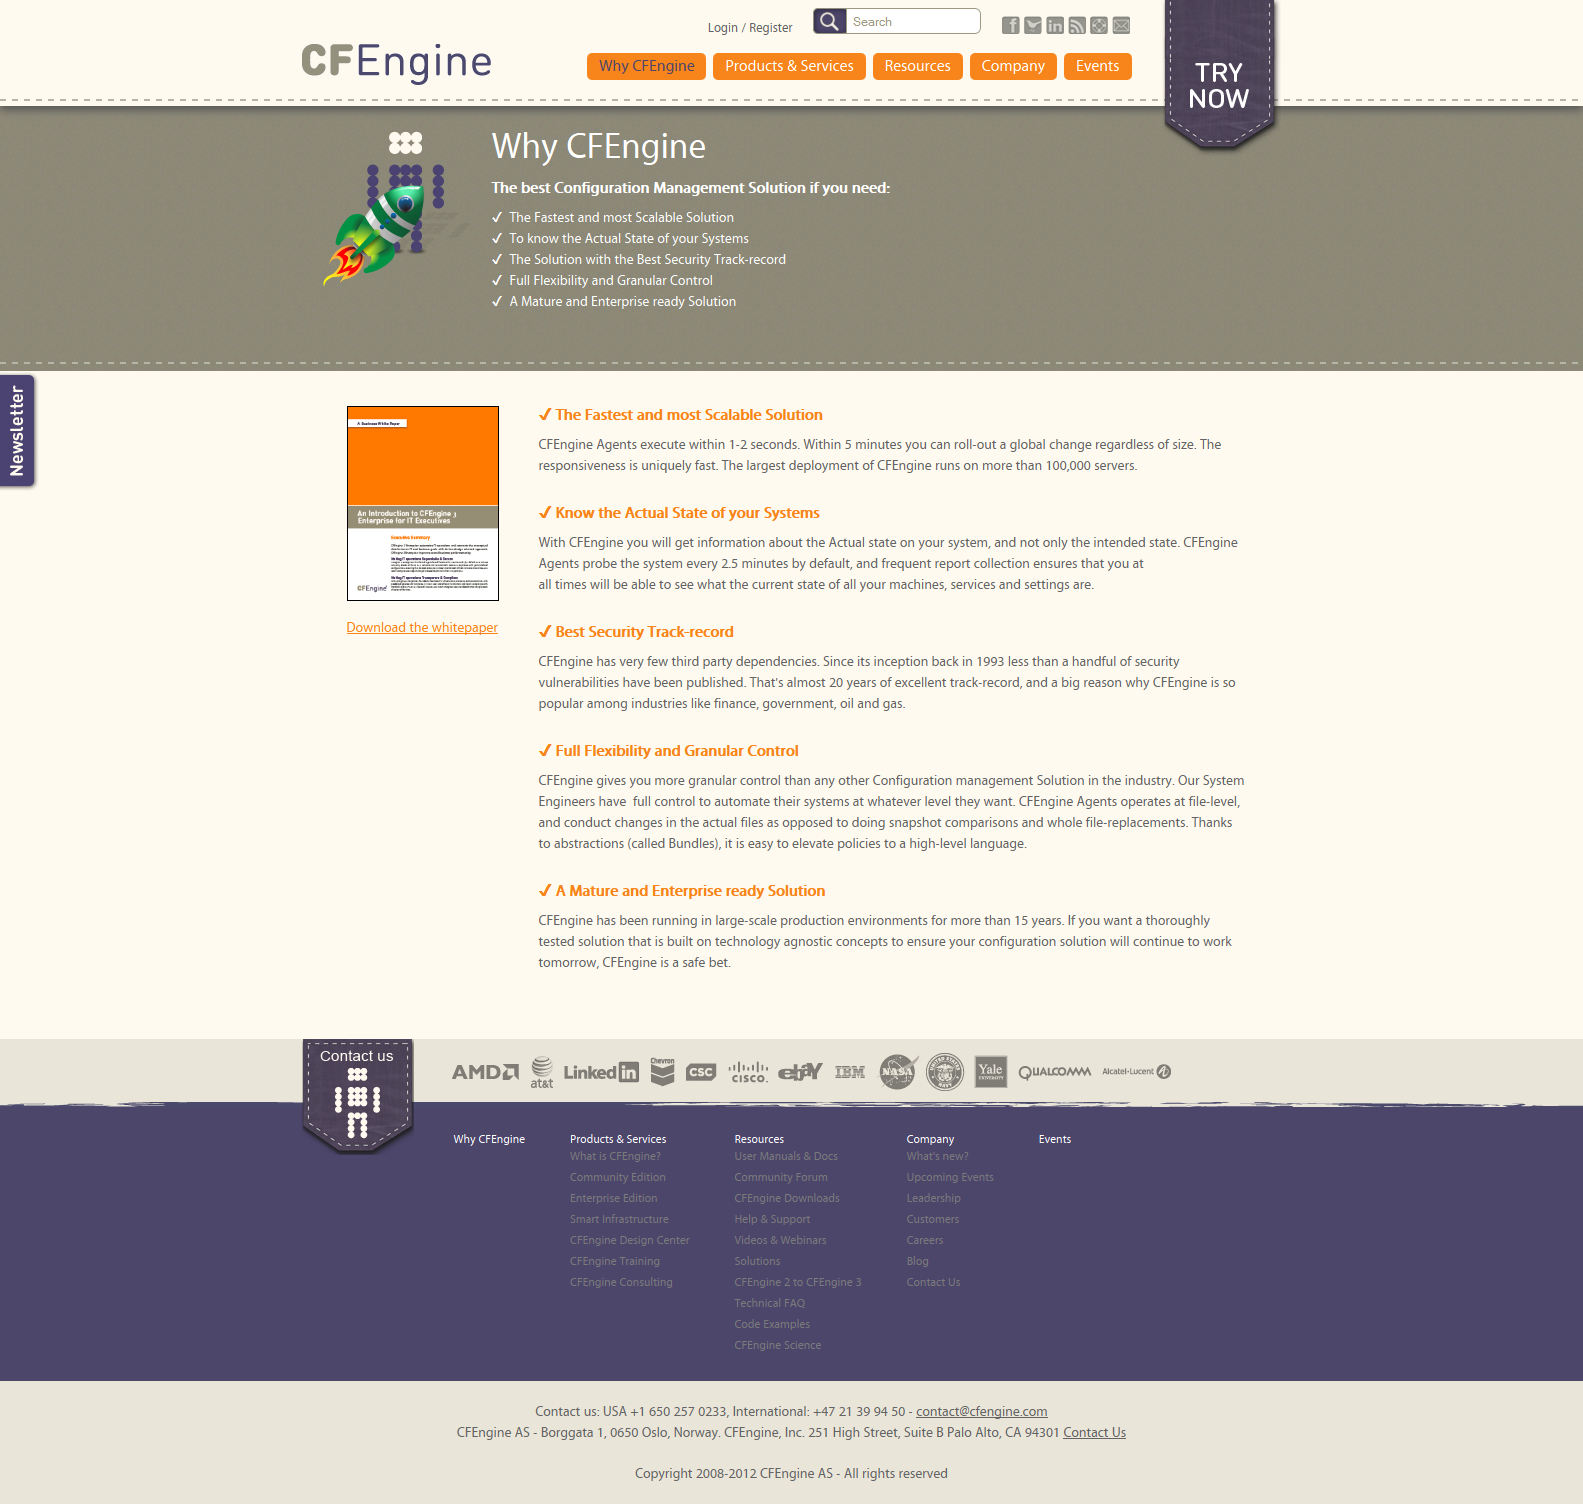 Login / Register
Search
CFEngine
Why CFEngine
Products & Services
Resources
Company
Events
TRY
NOW
Why CFEngine
The best Configuration Management Solution if you need:
✓ The Fastest and most Scalable Solution
✓ To know the Actual State of your Systems
✓ The Solution with the Best Security Track-record
✓ Full Flexibility and Granular Control
✓ A Mature and Enterprise ready Solution
Newsletter
A Business White Paper
An Introduction to CFEngine 3
Enterprise for IT Executives
Executive Summary
CFEngine
Download the whitepaper
✓ The Fastest and most Scalable Solution
CFEngine Agents execute within 1-2 seconds. Within 5 minutes you can roll-out a global change regardless of size. The
responsiveness is uniquely fast. The largest deployment of CFEngine runs on more than 100,000 servers.
✓ Know the Actual State of your Systems
With CFEngine you will get information about the Actual state on your system, and not only the intended state. CFEngine
Agents probe the system every 2.5 minutes by default, and frequent report collection ensures that you at
all times will be able to see what the current state of all your machines, services and settings are.
✓ Best Security Track-record
CFEngine has very few third party dependencies. Since its inception back in 1993 less than a handful of security
vulnerabilities have been published. That's almost 20 years of excellent track-record, and a big reason why CFEngine is so
popular among industries like finance, government, oil and gas.
✓ Full Flexibility and Granular Control
CFEngine gives you more granular control than any other Configuration management Solution in the industry. Our System
Engineers have  full control to automate their systems at whatever level they want. CFEngine Agents operates at file-level,
and conduct changes in the actual files as opposed to doing snapshot comparisons and whole file-replacements. Thanks
to abstractions (called Bundles), it is easy to elevate policies to a high-level language.
✓ A Mature and Enterprise ready Solution
CFEngine has been running in large-scale production environments for more than 15 years. If you want a thoroughly
tested solution that is built on technology agnostic concepts to ensure your configuration solution will continue to work
tomorrow, CFEngine is a safe bet.
Contact us
AMD
at&t
Linked in
Chevron
CSC
CISCO
ebay
IBM
NASA
UNITED STATES NAVY
Yale
UNIVERSITY
QUALCOMM
Alcatel-Lucent
Why CFEngine
Products & Services
What is CFEngine?
Community Edition
Enterprise Edition
Smart Infrastructure
CFEngine Design Center
CFEngine Training
CFEngine Consulting
Resources
User Manuals & Docs
Community Forum
CFEngine Downloads
Help & Support
Videos & Webinars
Solutions
CFEngine 2 to CFEngine 3
Technical FAQ
Code Examples
CFEngine Science
Company
What's new?
Upcoming Events
Leadership
Customers
Careers
Blog
Contact Us
Events
Contact us: USA +1 650 257 0233, International: +47 21 39 94 50 - contact@cfengine.com
CFEngine AS - Borggata 1, 0650 Oslo, Norway. CFEngine, Inc. 251 High Street, Suite B Palo Alto, CA 94301 Contact Us
Copyright 2008-2012 CFEngine AS - All rights reserved